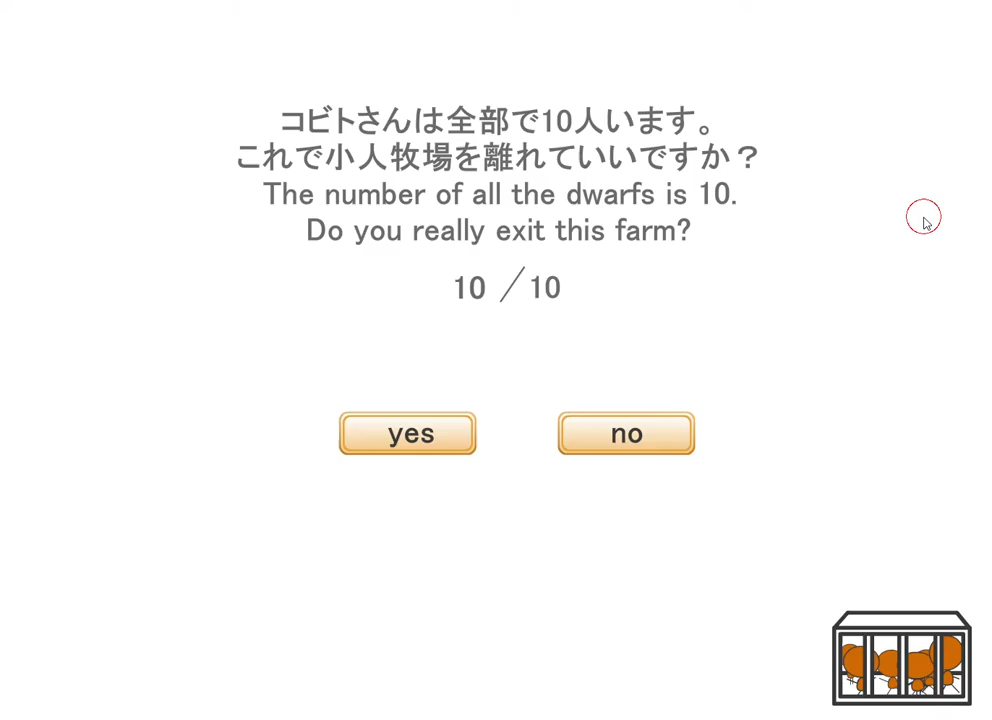 コビトさんは全部で10人います。
これで小人牧場を離れていいですか？
The number of all the dwarfs is 10.
Do you really exit this farm?
10 ／10
yes
no